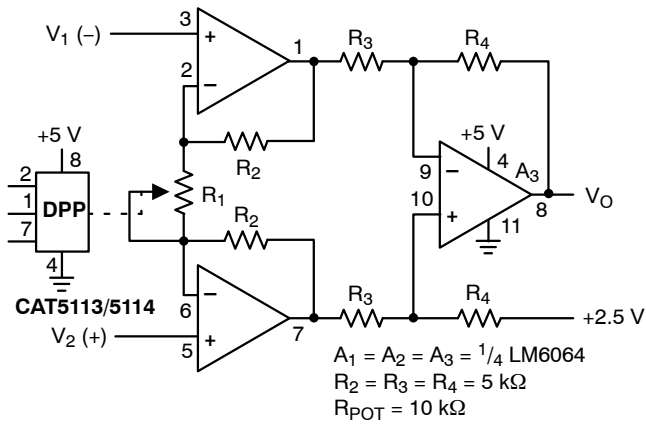 V1 (–)
3
+
1
R3
R4
2
–
+5 V
8
R2
+5 V
4
A3
9
–
2
1
7
DPP
R1
10
+
8
VO
R2
11
4
CAT5113/5114
6
–
V2 (+)
5
+
7
R3
R4
+2.5 V
A1 = A2 = A3 = 1/4 LM6064
R2 = R3 = R4 = 5 kΩ
RPOT = 10 kΩ